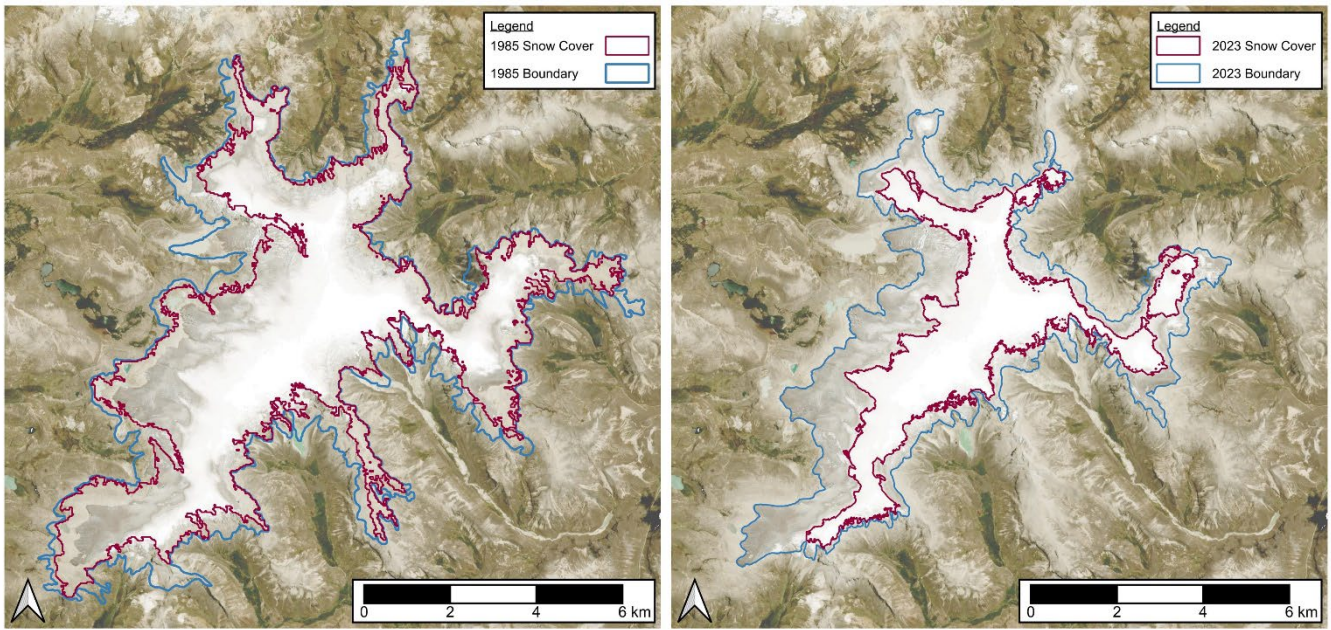 Legend
1985 Snow Cover
1985 Boundary
0 2 4 6 km
Legend
2023 Snow Cover
2023 Boundary
0 2 4 6 km